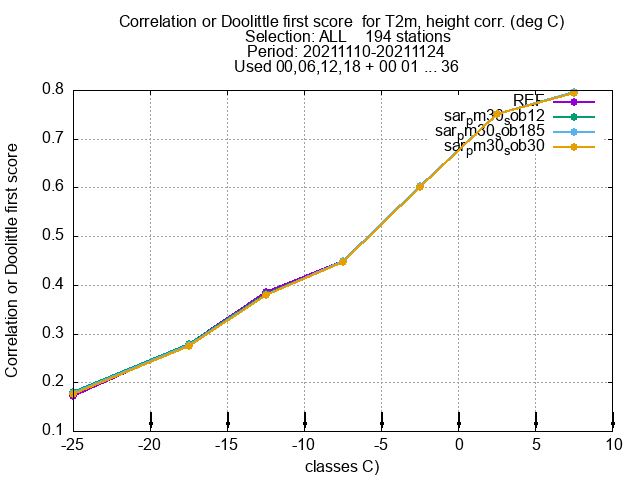 Correlation or Doolittle first score  for T2m, height corr. (deg C)
Selection: ALL    194 stations
Period: 20211110-20211124
Used 00,06,12,18 + 00 01 ... 36
REF
sar_pm30_sob12
sar_pm30_sob185
sar_pm30_sob30
Correlation or Doolittle first score
0.8
0.7
0.6
0.5
0.4
0.3
0.2
0.1
-25 -20 -15 -10 -5 0 5 10
classes C)